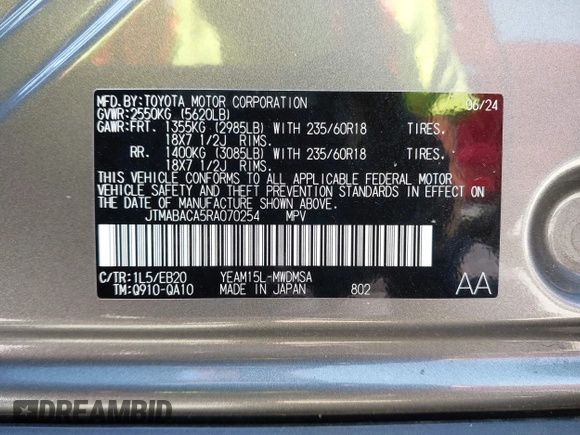 MFD.BY:TOYOTA MOTOR CORPORATION 06/24
GVWR:2550KG (5620LB)
GAWR:FRT. 1355KG (2985LB) WITH 235/60R18 TIRES.
18X7 1/2J RIMS.
RR. 1400KG (3085LB) WITH 235/60R18 TIRES.
18X7 1/2J RIMS.
THIS VEHICLE CONFORMS TO ALL APPLICABLE FEDERAL MOTOR
VEHICLE SAFETY AND THEFT PREVENTION STANDARDS IN EFFECT ON
THE DATE OF MANUFACTURE SHOWN ABOVE.
JTMABACA5RA070254 MPV
C/TR:1L5/EB20 YEAM15L-MWDMSA
TM:Q910-QA10 MADE IN JAPAN 802 AA
DREAMBID